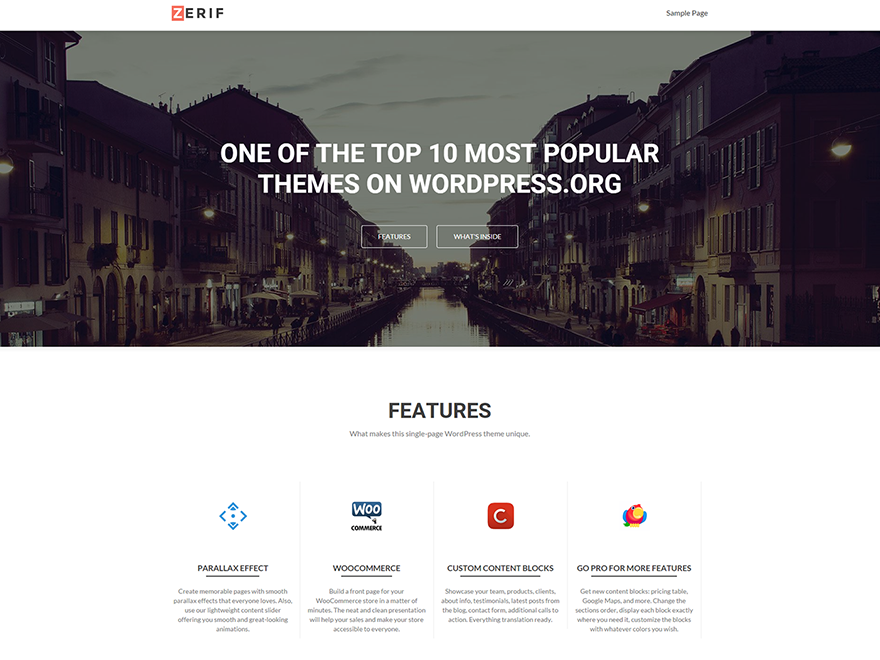 ZERIF
Sample Page
ONE OF THE TOP 10 MOST POPULAR
THEMES ON WORDPRESS.ORG
FEATURES
WHAT'S INSIDE
FEATURES
What makes this single-page WordPress theme unique.
WOO
COMMERCE
C
PARALLAX EFFECT
Create memorable pages with smooth
parallax effects that everyone loves. Also,
use our lightweight content slider
offering you smooth and great-looking
animations.
WOOCOMMERCE
Build a front page for your
WooCommerce store in a matter of
minutes. The neat and clean presentation
will help your sales and make your store
accessible to everyone.
CUSTOM CONTENT BLOCKS
Showcase your team, products, clients,
about info, testimonials, latest posts from
the blog, contact form, additional calls to
action. Everything translation ready.
GO PRO FOR MORE FEATURES
Get new content blocks: pricing table,
Google Maps, and more. Change the
sections order, display each block exactly
where you need it, customize the blocks
with whatever colors you wish.